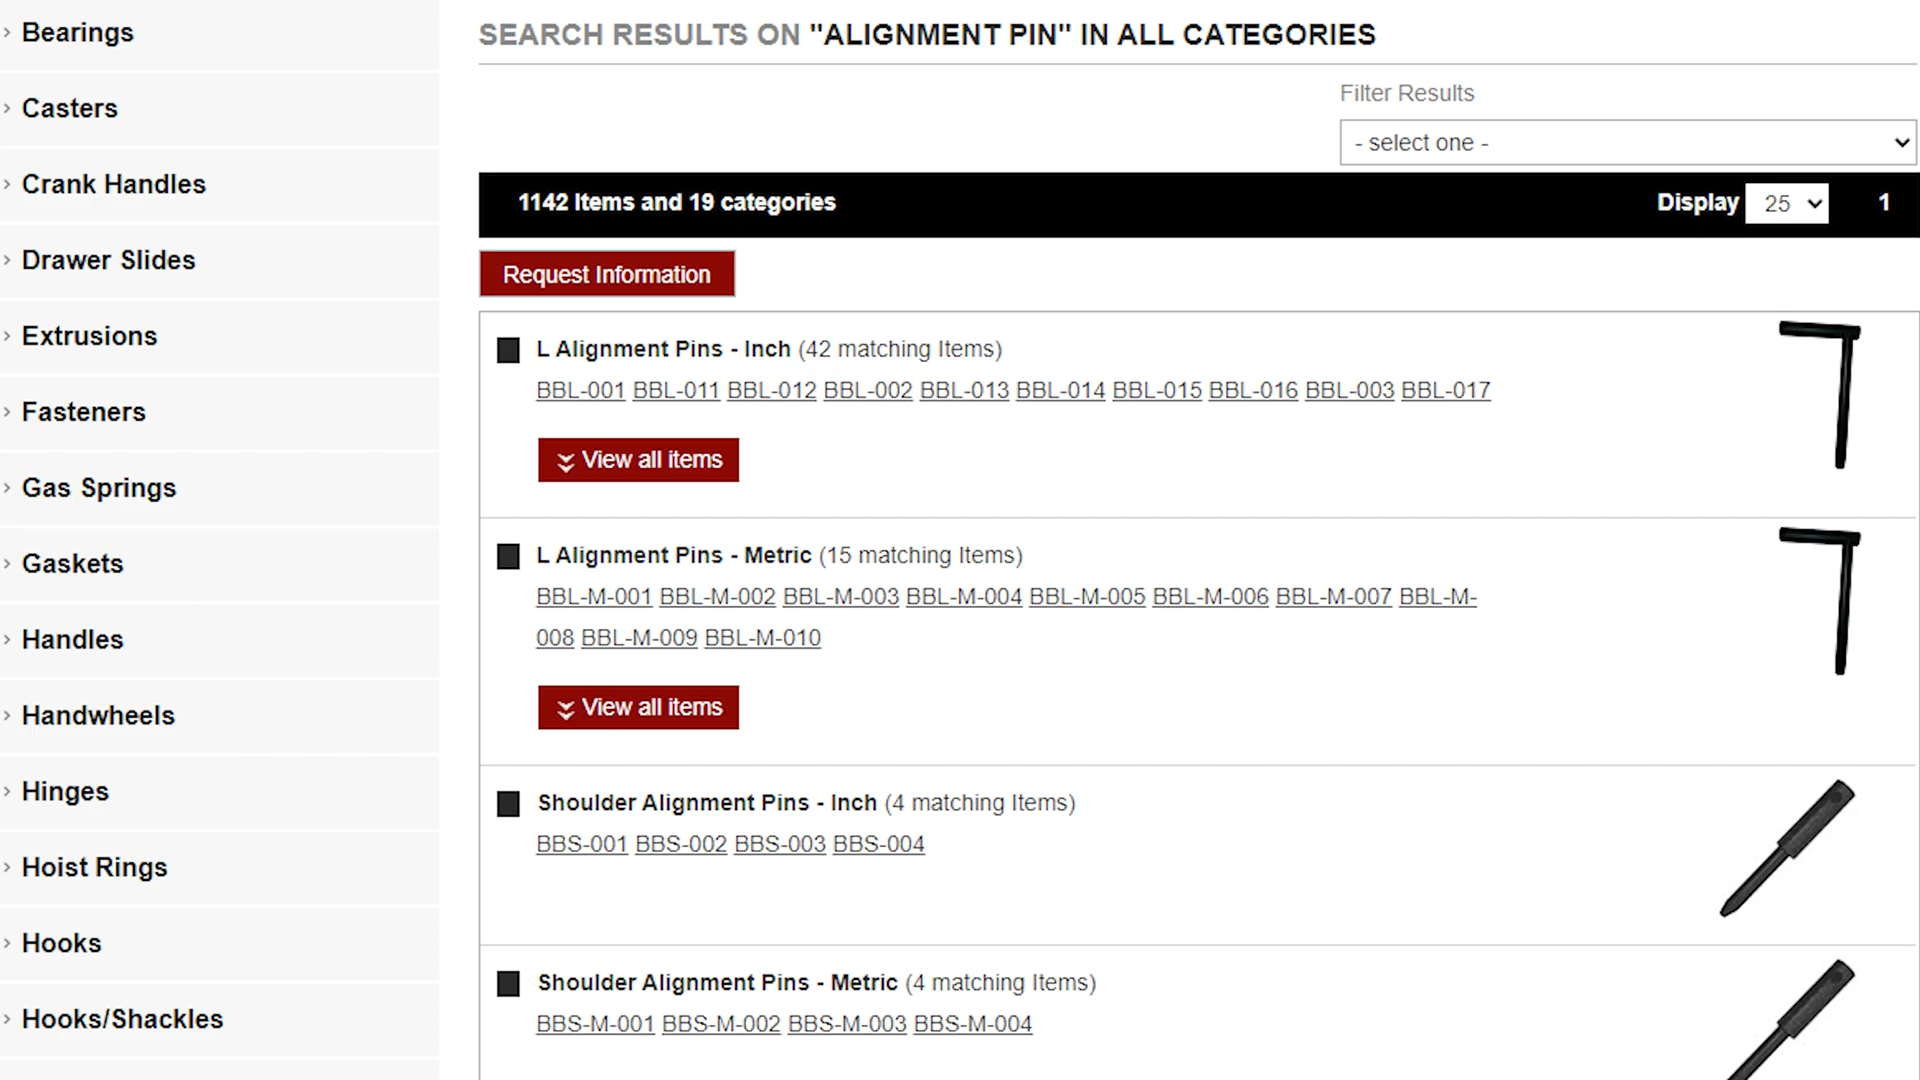 Bearings
Casters
Crank Handles
Drawer Slides
Extrusions
Fasteners
Gas Springs
Gaskets
Handles
Handwheels
Hinges
Hoist Rings
Hooks
Hooks/Shackles
SEARCH RESULTS ON "ALIGNMENT PIN" IN ALL CATEGORIES
Filter Results
- select one -
1142 Items and 19 categories
Display 25 1
Request Information
L Alignment Pins - Inch (42 matching Items)
BBL-001 BBL-011 BBL-012 BBL-002 BBL-013 BBL-014 BBL-015 BBL-016 BBL-003 BBL-017
View all items
L Alignment Pins - Metric (15 matching Items)
BBL-M-001 BBL-M-002 BBL-M-003 BBL-M-004 BBL-M-005 BBL-M-006 BBL-M-007 BBL-M-
008 BBL-M-009 BBL-M-010
View all items
Shoulder Alignment Pins - Inch (4 matching Items)
BBS-001 BBS-002 BBS-003 BBS-004
Shoulder Alignment Pins - Metric (4 matching Items)
BBS-M-001 BBS-M-002 BBS-M-003 BBS-M-004